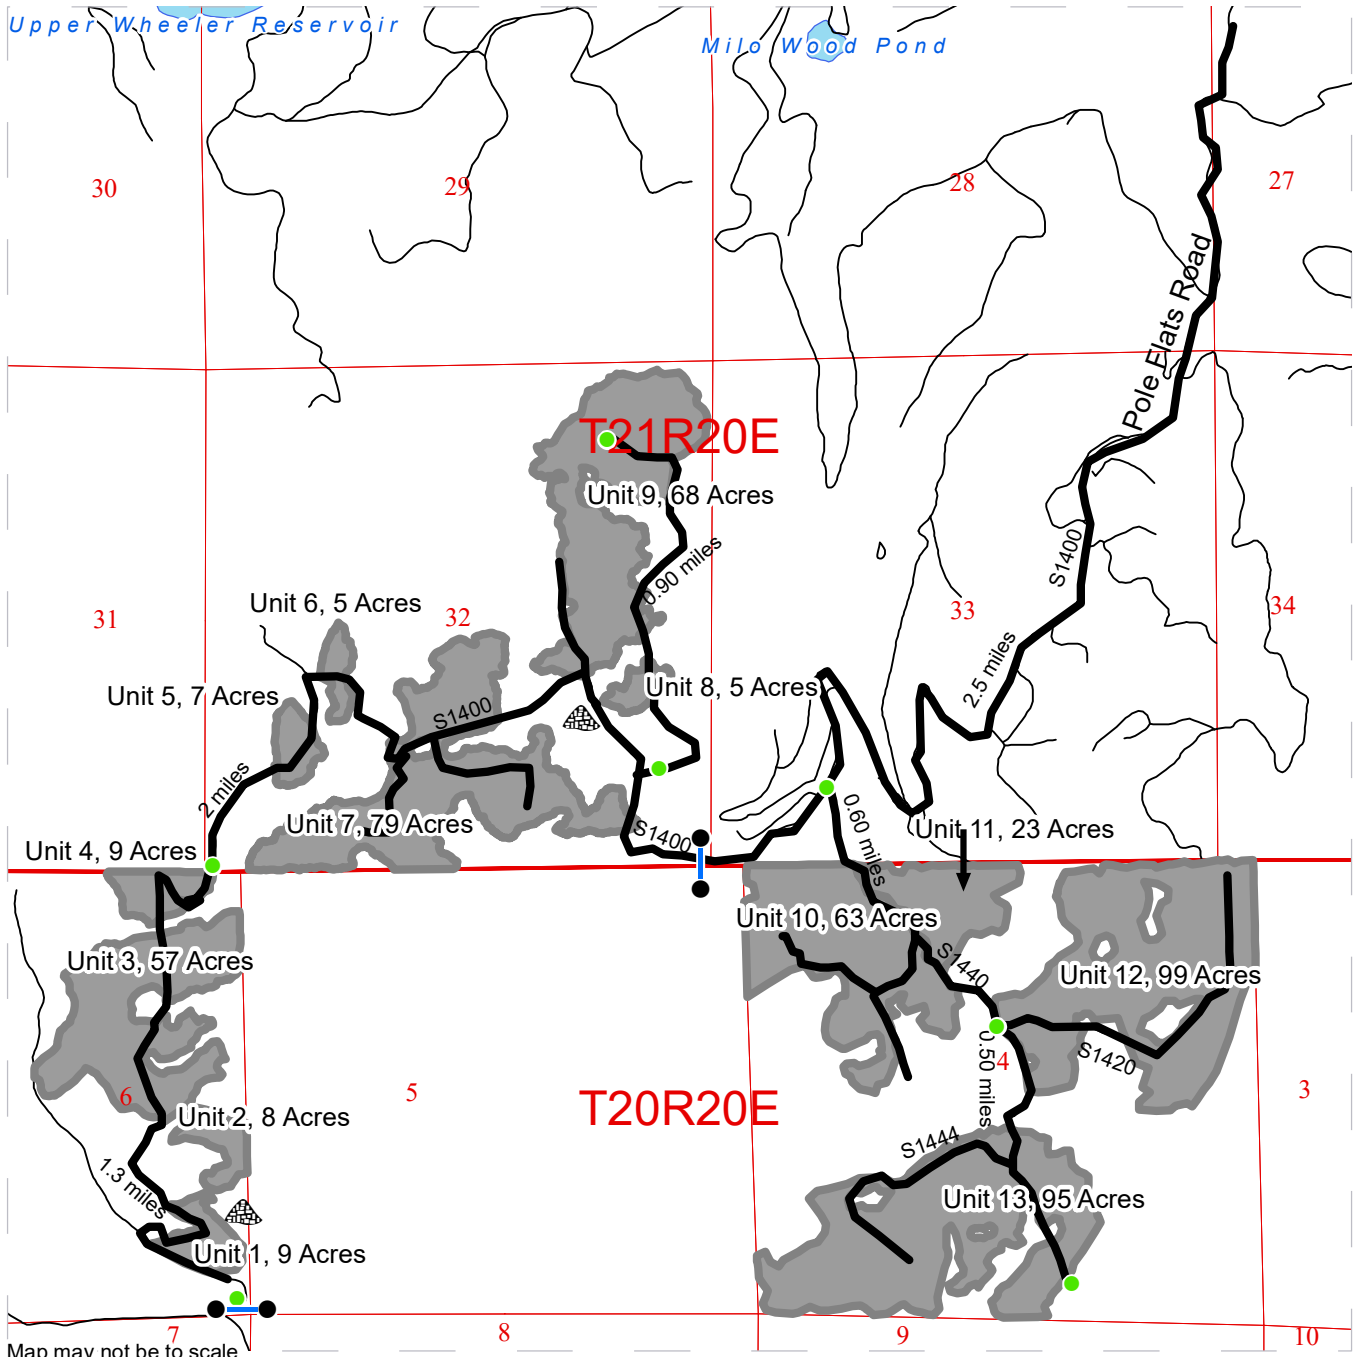 Upper Wheeler Reservoir
Milo Wood Pond
30
29
28
27
Pole Flats Road
T21R20E
Unit 9, 68 Acres
0.90 miles
S1400
31
Unit 6, 5 Acres
32
33
34
Unit 5, 7 Acres
Unit 8, 5 Acres
2.5 miles
S1400
2 miles
Unit 7, 79 Acres
S1400
0.60 miles
Unit 11, 23 Acres
Unit 4, 9 Acres
Unit 10, 63 Acres
Unit 3, 57 Acres
S1440
Unit 12, 99 Acres
6
5
4
3
0.50 miles
S1420
T20R20E
Unit 2, 8 Acres
S1444
1.3 miles
Unit 13, 95 Acres
Unit 1, 9 Acres
7
8
9
10
Map may not be to scale